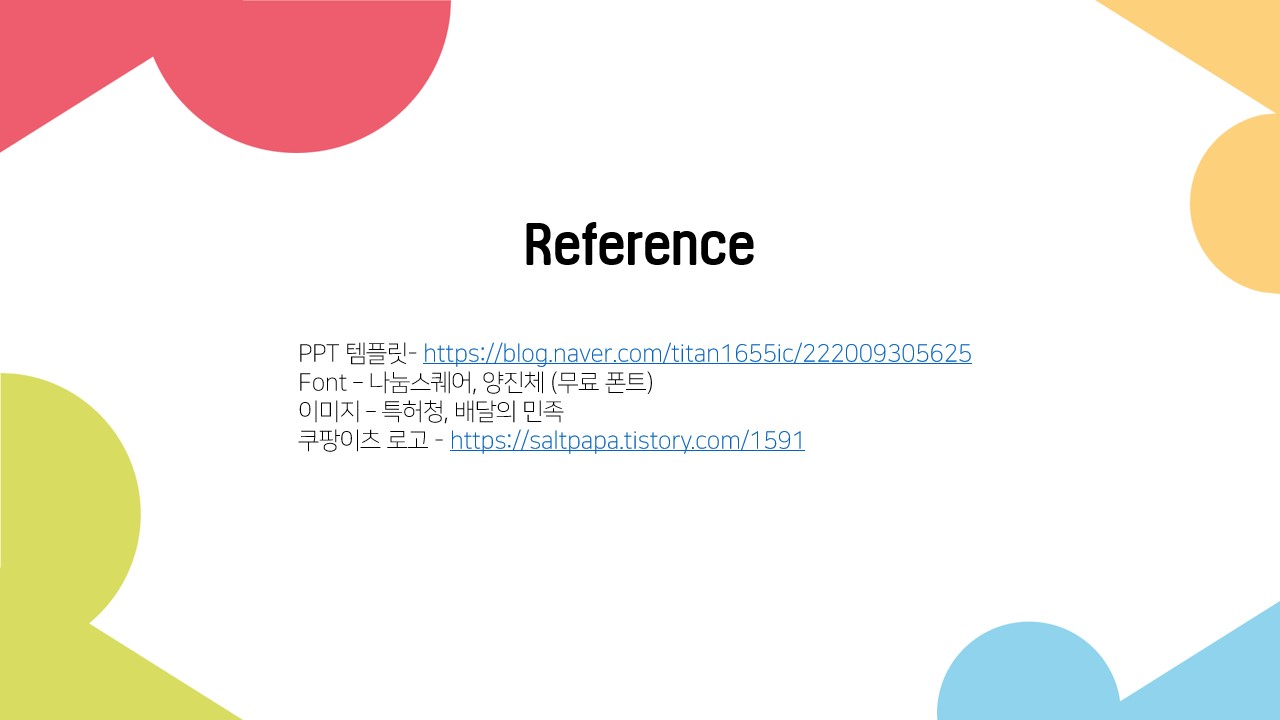 Reference
PPT 템플릿- https://blog.naver.com/titan1655ic/222009305625
Font – 나눔스퀘어, 양진체 (무료 폰트)
이미지 – 특허청, 배달의 민족
쿠팡이츠 로고 - https://saltpapa.tistory.com/1591